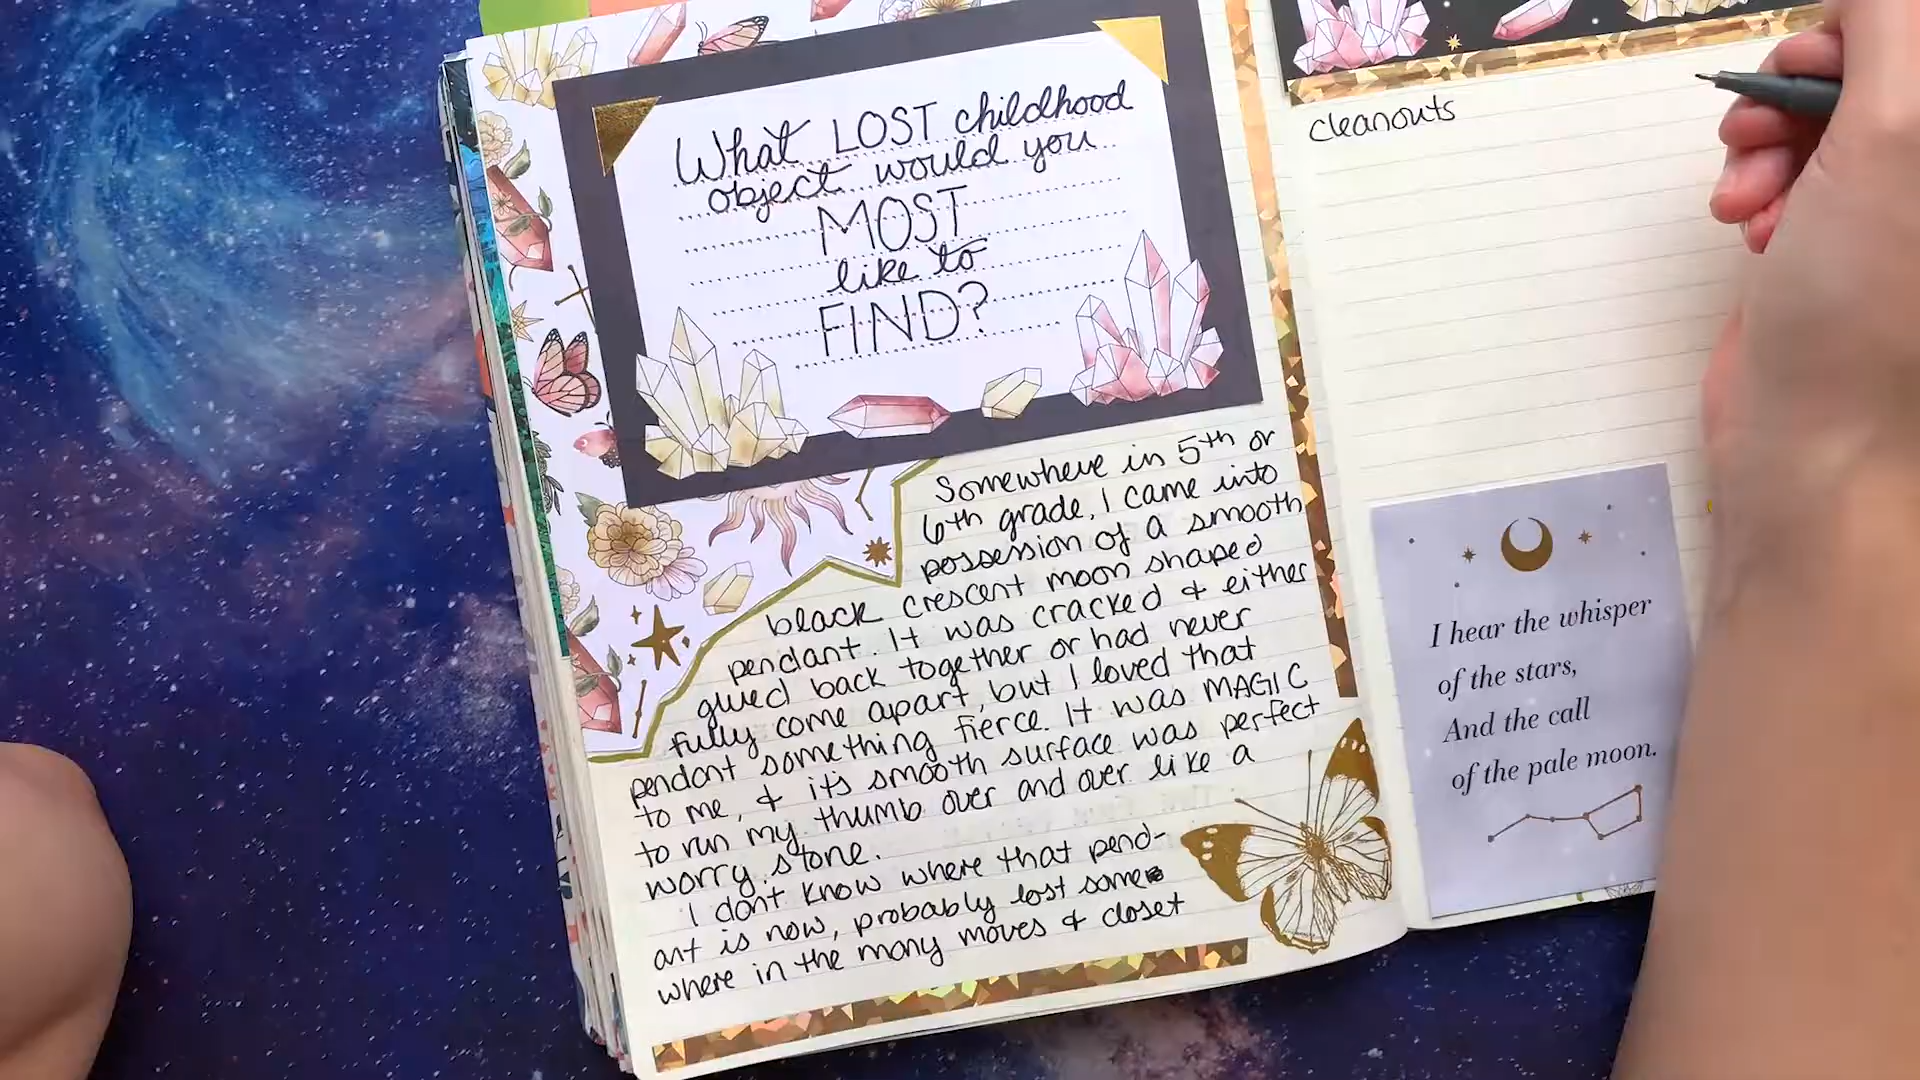 What LOST childhood
object would you
MOST
like to
FIND?
Somewhere in 5th or
6th grade, I came into
possession of a smooth
black crescent moon shaped
pendant. It was cracked & either
glued back together or had never
fully come apart, but I loved that
pendant something fierce. It was MAGIC
to me, & it's smooth surface was perfect
to run my thumb over and over like a
worry stone.
I don't know where that pend-
ant is now, probably lost some
where in the many moves & closet
cleanouts
I hear the whisper
of the stars,
And the call
of the pale moon.